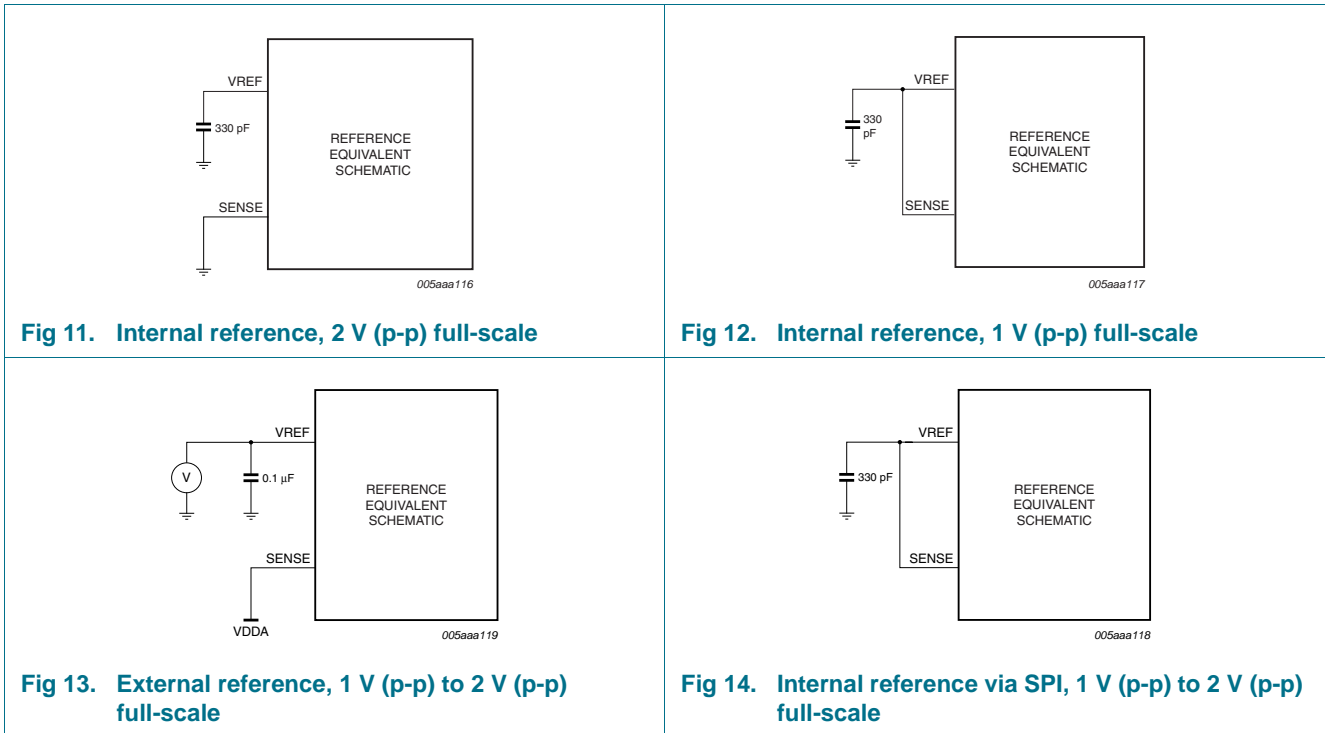 VREF
330 pF
REFERENCE
EQUIVALENT
SCHEMATIC
SENSE
005aaa116
Fig 11. Internal reference, 2 V (p-p) full-scale
VREF
330
pF
REFERENCE
EQUIVALENT
SCHEMATIC
SENSE
005aaa117
Fig 12. Internal reference, 1 V (p-p) full-scale
VREF
V
0.1 μF
REFERENCE
EQUIVALENT
SCHEMATIC
SENSE
VDDA
005aaa119
Fig 13. External reference, 1 V (p-p) to 2 V (p-p)
full-scale
VREF
330 pF
REFERENCE
EQUIVALENT
SCHEMATIC
SENSE
005aaa118
Fig 14. Internal reference via SPI, 1 V (p-p) to 2 V (p-p)
full-scale